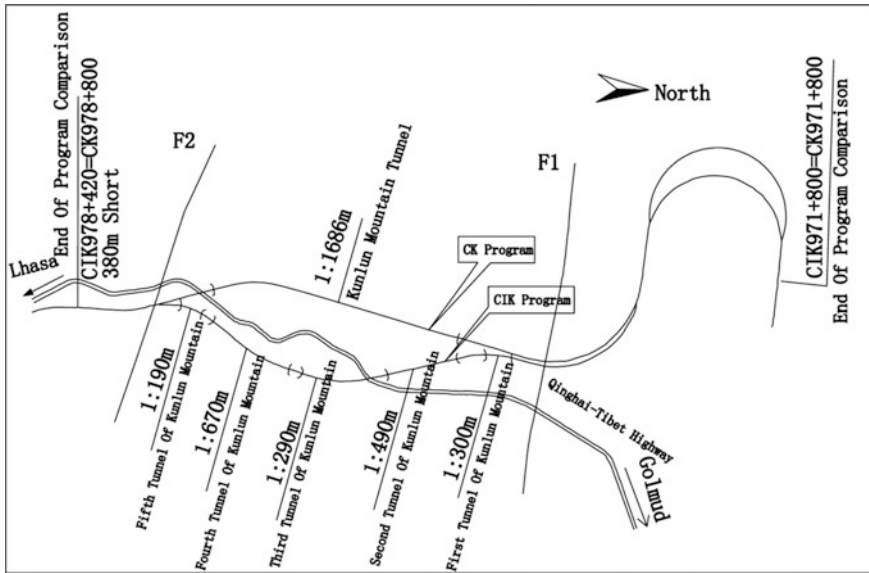 End Of Program Comparison
CIK978+420=CK978+800
380m Short
Lhasa
F2
1:1686m
Kunlun Mountain Tunnel
North
F1
CK Program
CIK Program
CIK971+800=CK971+800
End Of Program Comparison
1:190m
Fifth Tunnel Of Kunlun Mountain
1:670m
Fourth Tunnel Of Kunlun Mountain
1:290m
Third Tunnel Of Kunlun Mountain
1:490m
Second Tunnel Of Kunlun Mountain
1:300m
First Tunnel Of Kunlun Mountain
Qinghai-Tibet Highway
Golmud